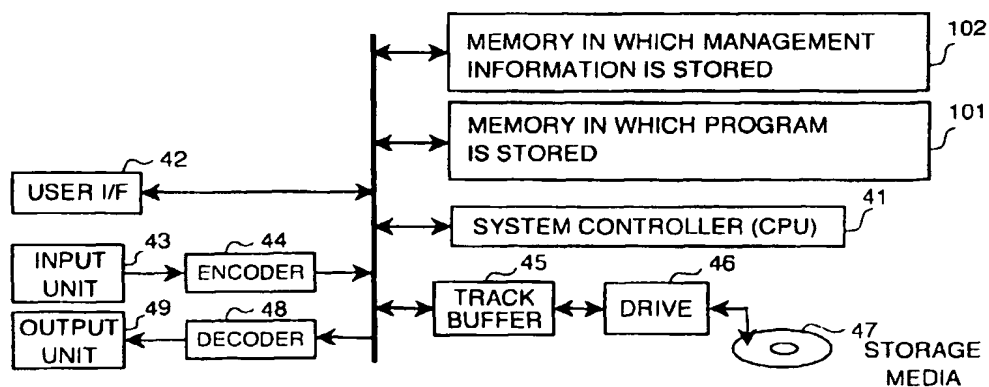 102
MEMORY IN WHICH MANAGEMENT
INFORMATION IS STORED
101
MEMORY IN WHICH PROGRAM
IS STORED
42
USER I/F
41
SYSTEM CONTROLLER (CPU)
43
INPUT
UNIT
44
ENCODER
45
TRACK
BUFFER
46
DRIVE
49
OUTPUT
UNIT
48
DECODER
47
STORAGE
MEDIA